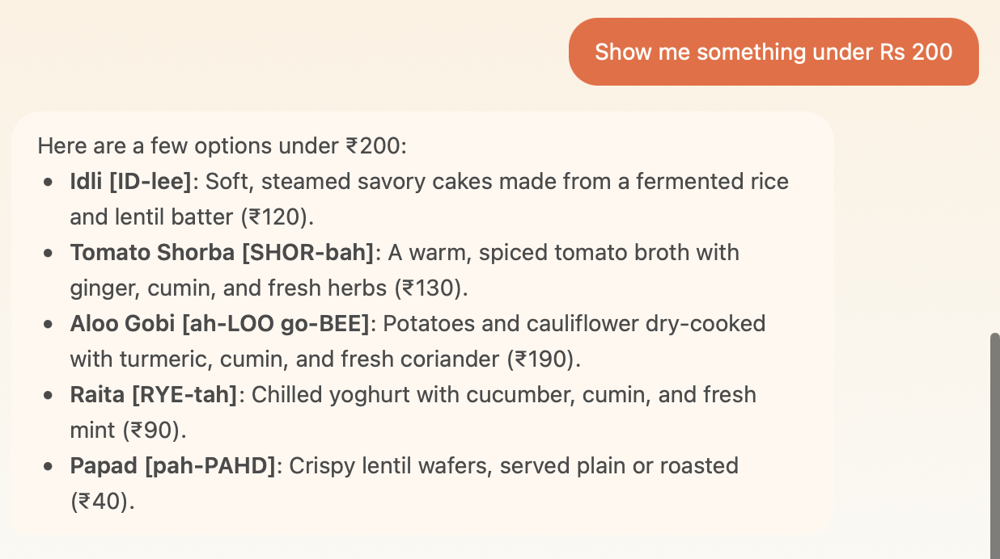 Show me something under Rs 200
Here are a few options under ₹200:
• Idli [ID-lee]: Soft, steamed savory cakes made from a fermented rice
and lentil batter (₹120).
• Tomato Shorba [SHOR-bah]: A warm, spiced tomato broth with
ginger, cumin, and fresh herbs (₹130).
• Aloo Gobi [ah-LOO go-BEE]: Potatoes and cauliflower dry-cooked
with turmeric, cumin, and fresh coriander (₹190).
• Raita [RYE-tah]: Chilled yoghurt with cucumber, cumin, and fresh
mint (₹90).
• Papad [pah-PAHD]: Crispy lentil wafers, served plain or roasted
(₹40).